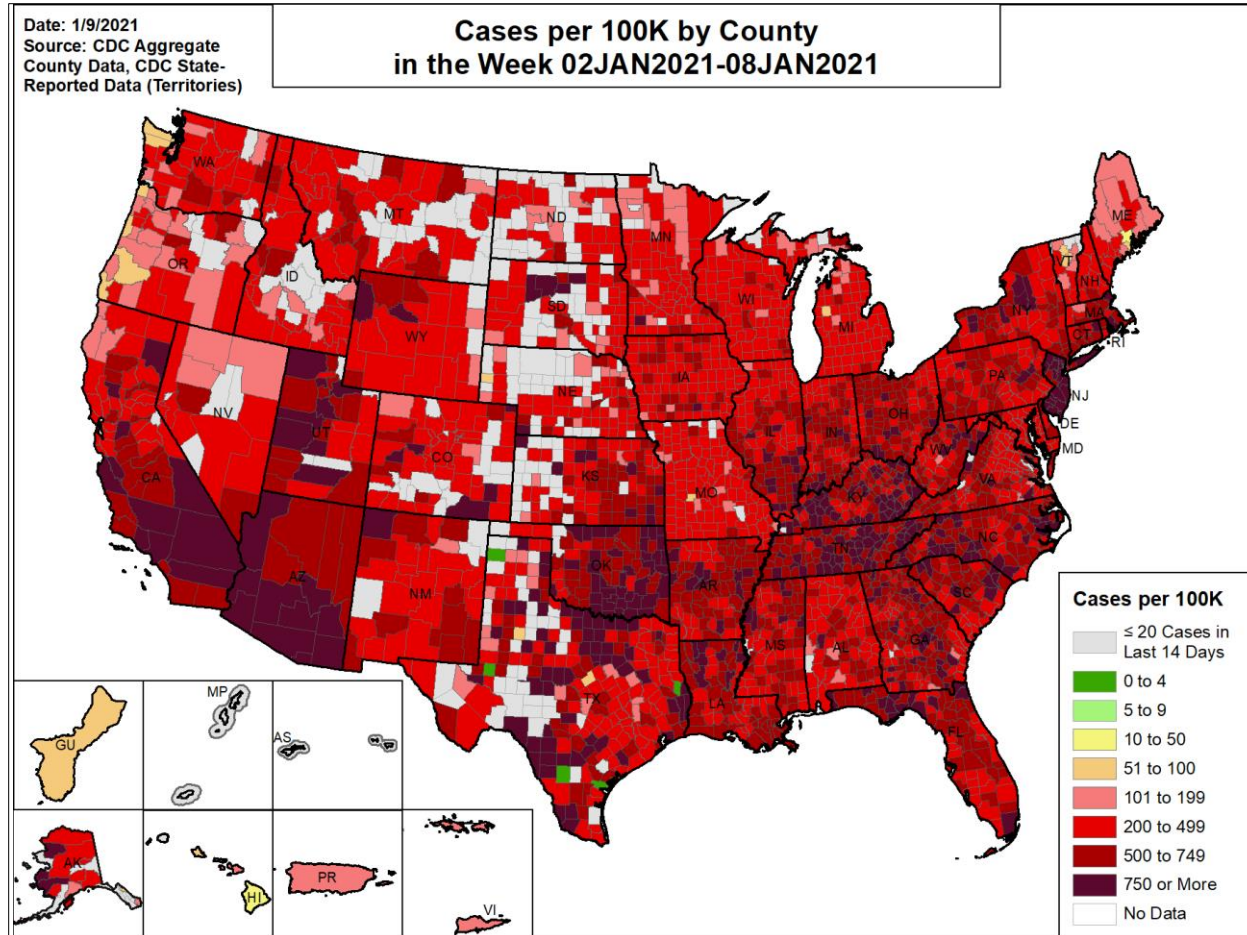 Date: 1/9/2021
Source: CDC Aggregate
County Data, CDC State-
Reported Data (Territories)
Cases per 100K by County
in the Week 02JAN2021-08JAN2021
WA
MT
ND
MN
ME
OR
ID
SD
WI
MI
VT
NH
NY
MA
CT
RI
WY
IA
NE
PA
NJ
NV
UT
CO
IL
IN
OH
DE
MD
WV
VA
CA
KS
MO
KY
AZ
NM
OK
AR
TN
NC
SC
MS
AL
GA
TX
LA
FL
GU
MP
AS
AK
HI
PR
VI
Cases per 100K
≤ 20 Cases in
Last 14 Days
0 to 4
5 to 9
10 to 50
51 to 100
101 to 199
200 to 499
500 to 749
750 or More
No Data